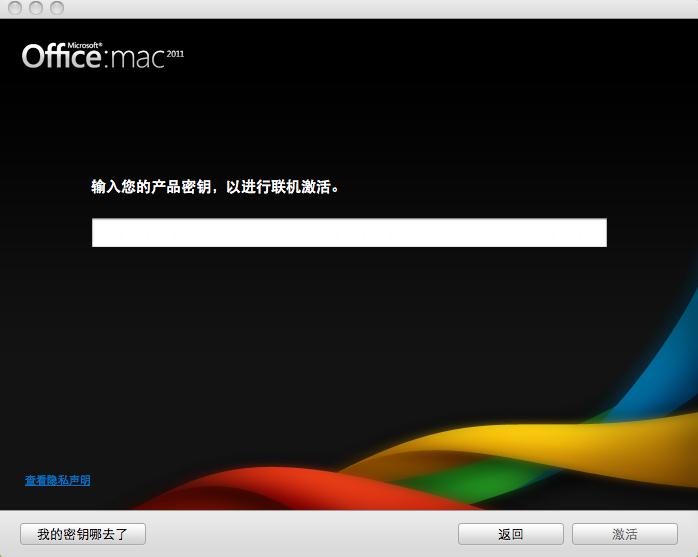 Microsoft®
Office:mac 2011
输入您的产品密钥，以进行联机激活。
查看隐私声明
我的密钥哪去了
返回
激活